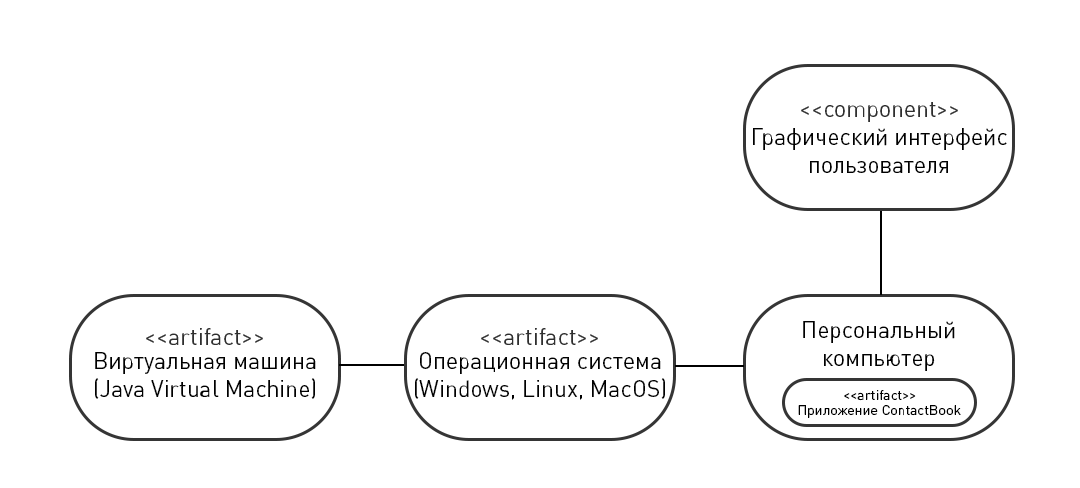 <<component>>
Графический интерфейс
пользователя
<<artifact>>
Виртуальная машина
(Java Virtual Machine)
<<artifact>>
Операционная система
(Windows, Linux, MacOS)
Персональный
компьютер
<<artifact>>
Приложение ContactBook